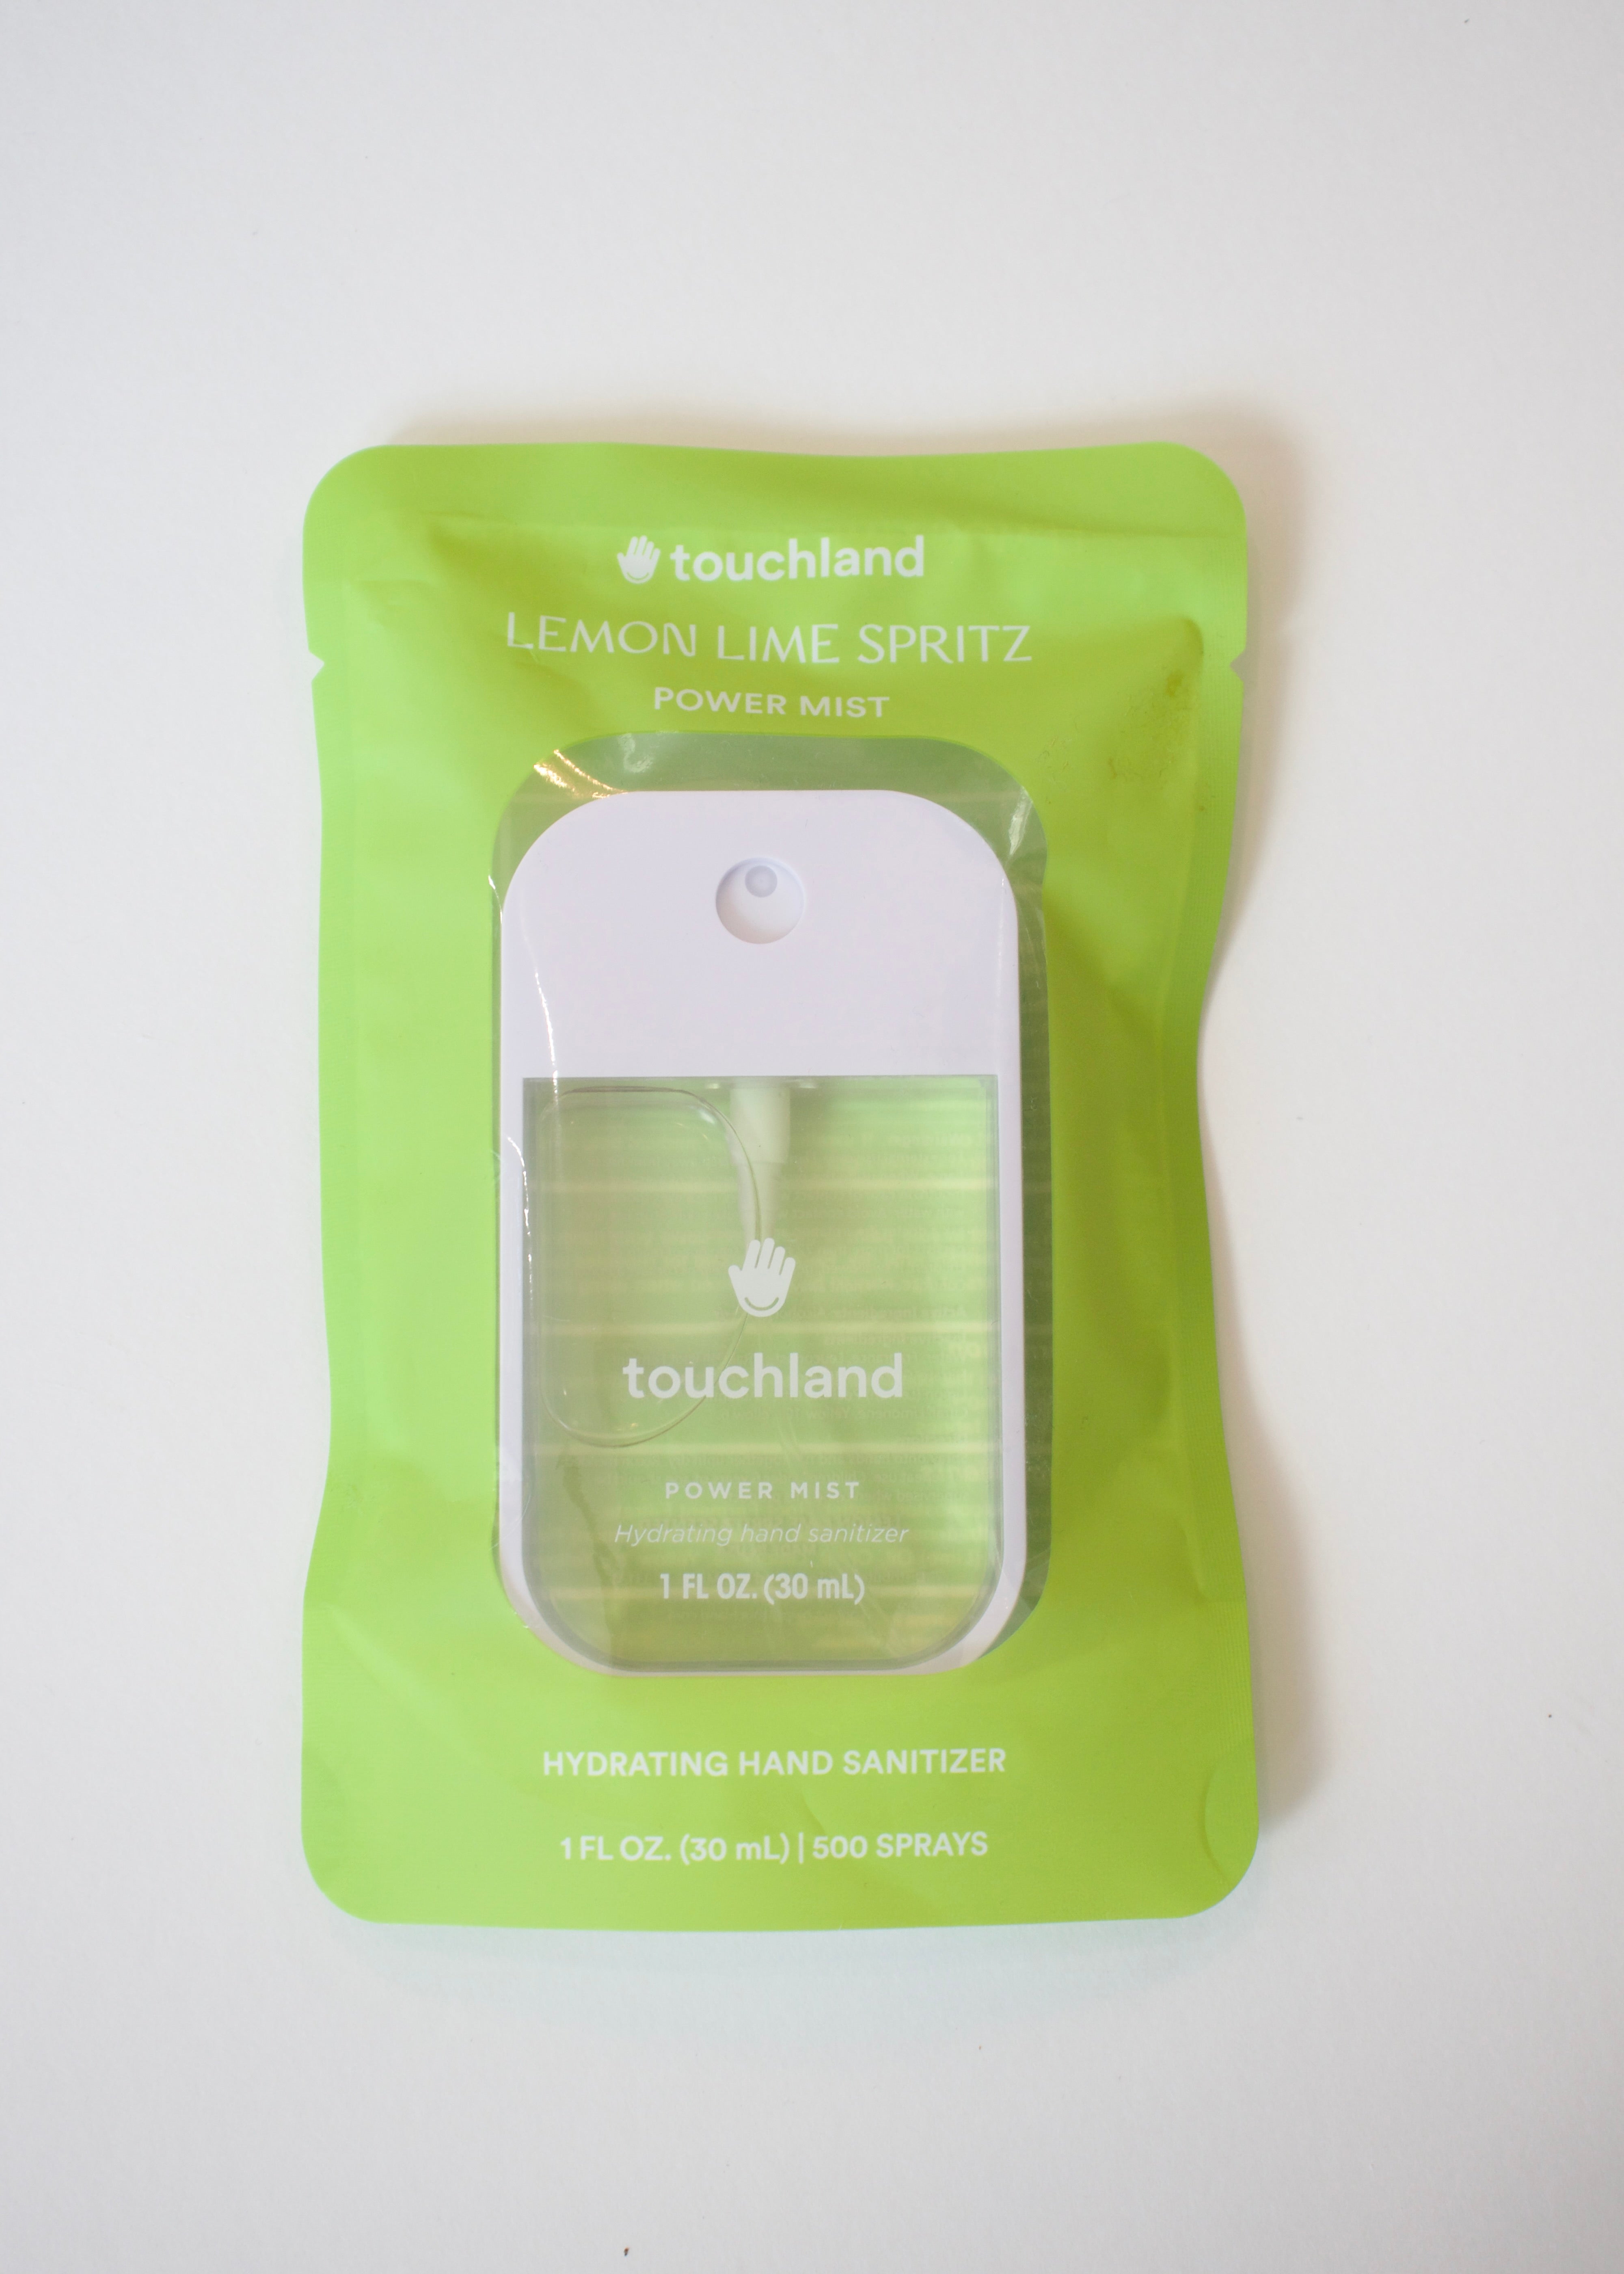 touchland
LEMON LIME SPRITZ
POWER MIST
touchland
POWER MIST
Hydrating hand sanitizer
1 FL OZ. (30 mL)
HYDRATING HAND SANITIZER
1 FL OZ. (30 mL) | 500 SPRAYS